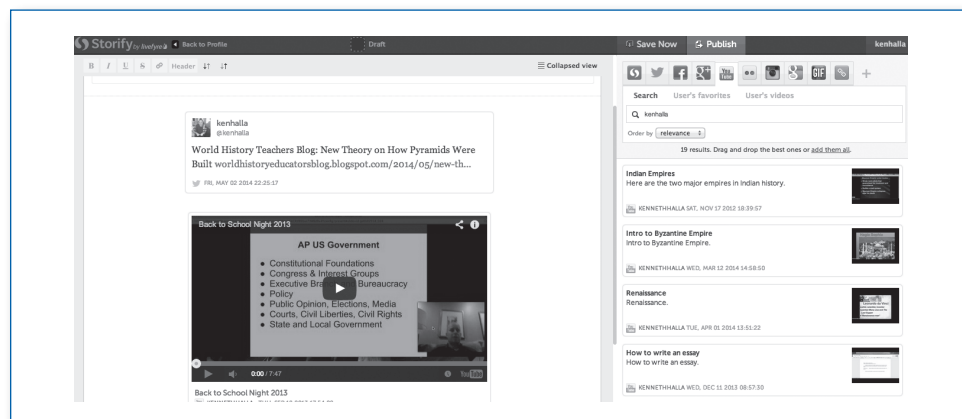 Storify by livefyre Back to Profile Draft Save Now Publish kenhalla
B I U S Header Collapsed view
kenhalla
@kenhalla
World History Teachers Blog: New Theory on How Pyramids Were
Built worldhistoryeducatorsblog.blogspot.com/2014/05/new-th...
FRI, MAY 02 2014 22:25:17
Back to School Night 2013
AP US Government
Constitutional Foundations
Congress & Interest Groups
Executive Bureaucracy
Policy
Public Opinion, Elections, Media
Courts, Civil Liberties, Civil Rights
State and Local Government
0:00 / 7:47 YouTube
Back to School Night 2013
You Tube GIF
Search User's favorites User's videos
kenhalla
Order by relevance
19 results. Drag and drop the best ones or add them all.
Indian Empires
Here are the two major empires in Indian history.
KENNETHHALLA SAT, NOV 17 2012 18:39:57
Intro to Byzantine Empire
Intro to Byzantine Empire.
KENNETHHALLA WED, MAR 12 2014 14:58:50
Renaissance
Renaissance.
KENNETHHALLA TUE, APR 01 2014 13:51:22
How to write an essay
How to write an essay.
KENNETHHALLA WED, DEC 11 2013 08:57:30